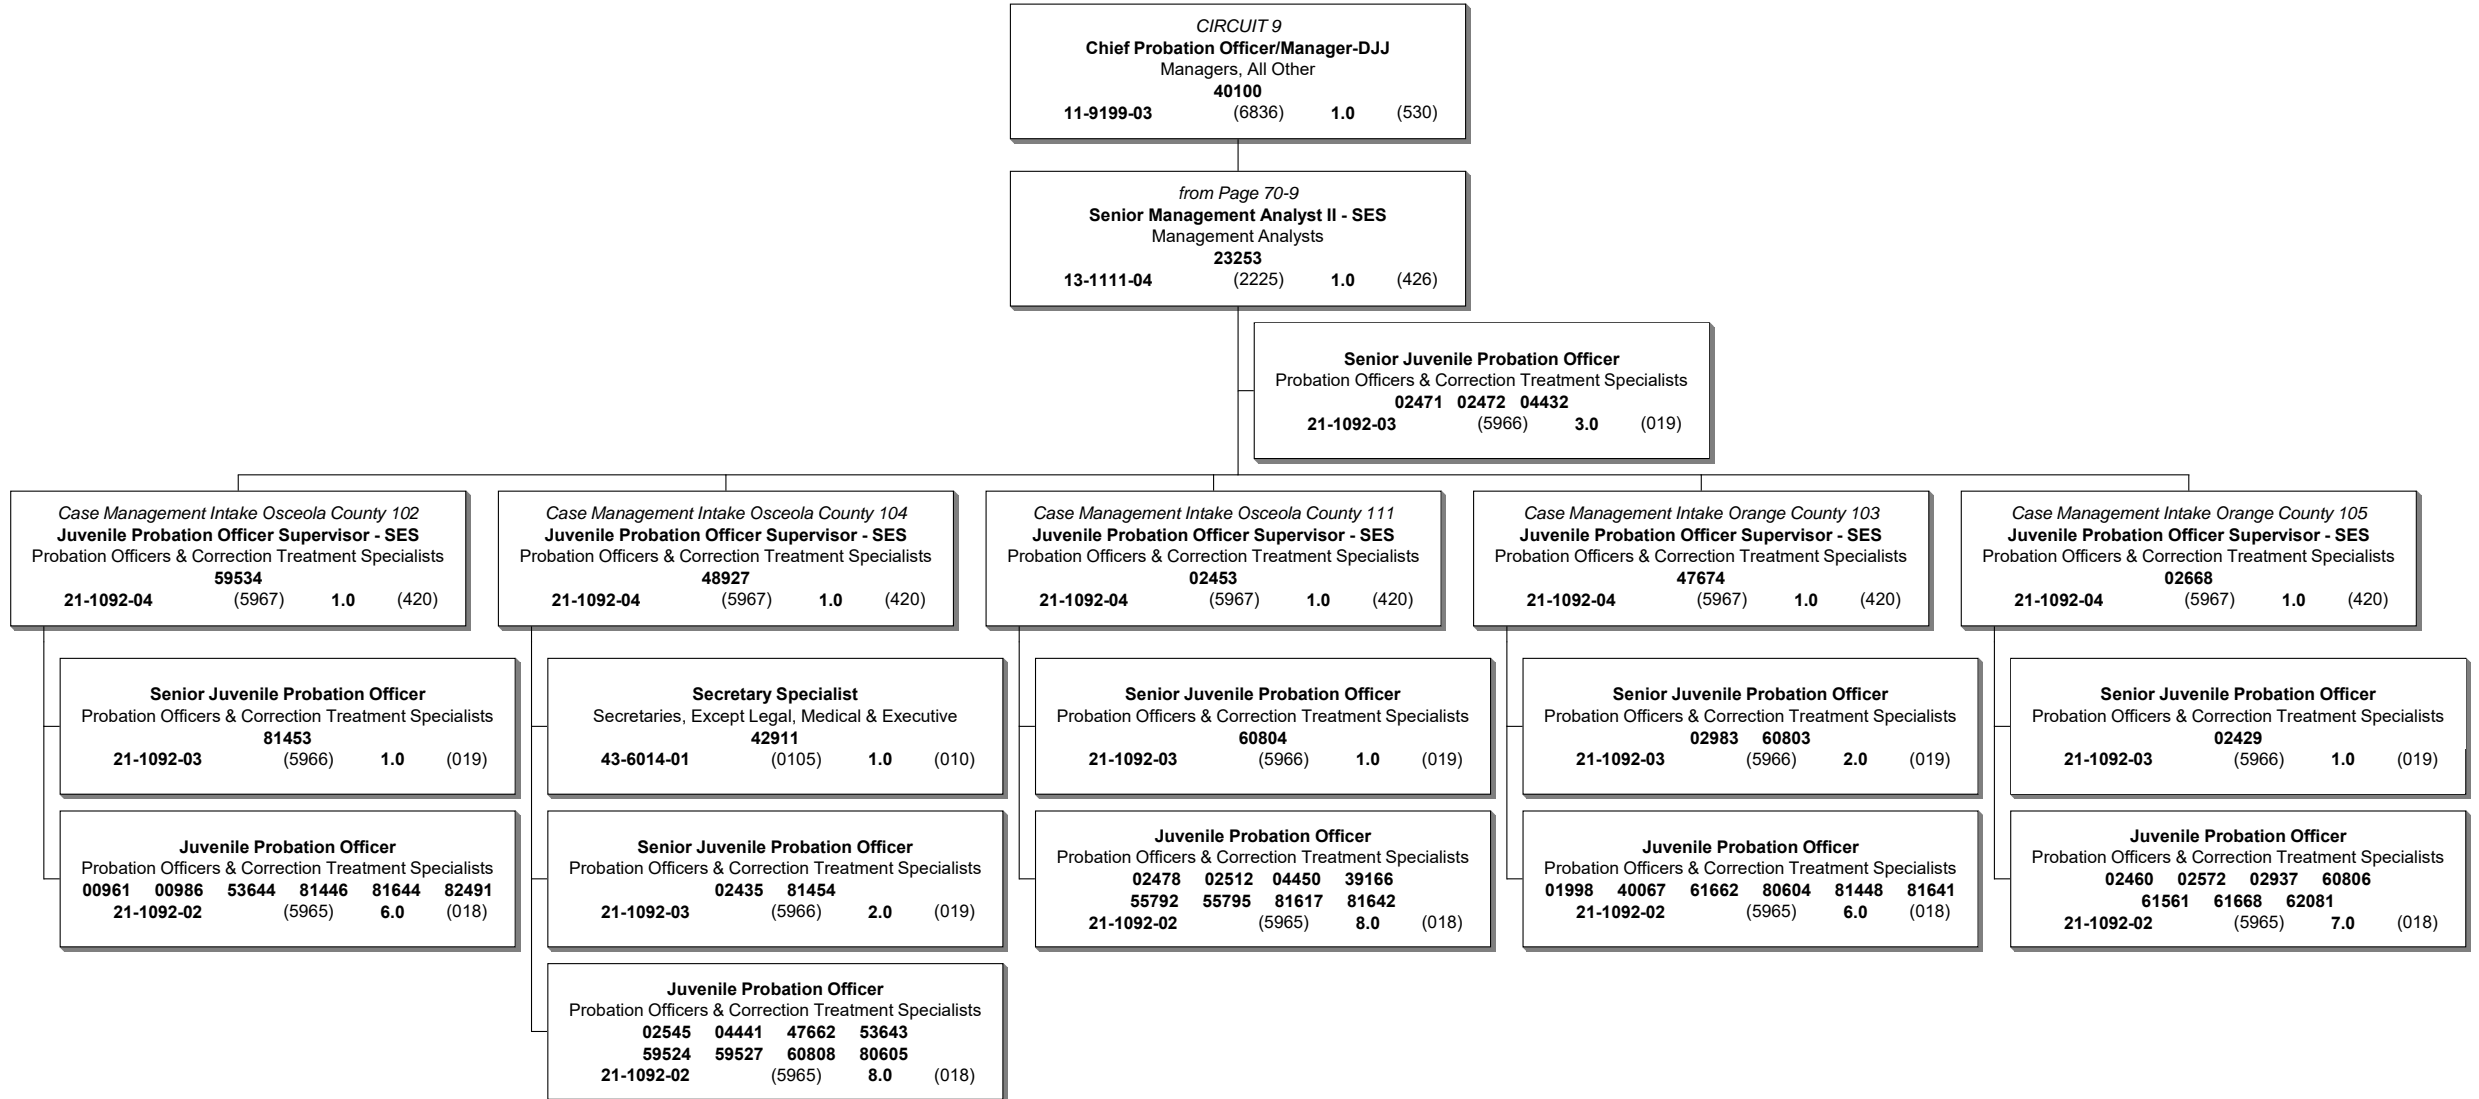 CIRCUIT 9
Chief Probation Officer/Manager-DJJ
Managers, All Other
40100
11-9199-03 (6836) 1.0 (530)
from Page 70-9
Senior Management Analyst II - SES
Management Analysts
23253
13-1111-04 (2225) 1.0 (426)
Senior Juvenile Probation Officer
Probation Officers & Correction Treatment Specialists
02471 02472 04432
21-1092-03 (5966) 3.0 (019)
Case Management Intake Osceola County 102
Juvenile Probation Officer Supervisor - SES
Probation Officers & Correction Treatment Specialists
59534
21-1092-04 (5967) 1.0 (420)
Senior Juvenile Probation Officer
Probation Officers & Correction Treatment Specialists
81453
21-1092-03 (5966) 1.0 (019)
Juvenile Probation Officer
Probation Officers & Correction Treatment Specialists
00961 00986 53644 81446 81644 82491
21-1092-02 (5965) 6.0 (018)
Case Management Intake Osceola County 104
Juvenile Probation Officer Supervisor - SES
Probation Officers & Correction Treatment Specialists
48927
21-1092-04 (5967) 1.0 (420)
Secretary Specialist
Secretaries, Except Legal, Medical & Executive
42911
43-6014-01 (0105) 1.0 (010)
Senior Juvenile Probation Officer
Probation Officers & Correction Treatment Specialists
02435 81454
21-1092-03 (5966) 2.0 (019)
Juvenile Probation Officer
Probation Officers & Correction Treatment Specialists
02545 04441 47662 53643
59524 59527 60808 80605
21-1092-02 (5965) 8.0 (018)
Case Management Intake Osceola County 111
Juvenile Probation Officer Supervisor - SES
Probation Officers & Correction Treatment Specialists
02453
21-1092-04 (5967) 1.0 (420)
Senior Juvenile Probation Officer
Probation Officers & Correction Treatment Specialists
60804
21-1092-03 (5966) 1.0 (019)
Juvenile Probation Officer
Probation Officers & Correction Treatment Specialists
02478 02512 04450 39166
55792 55795 81617 81642
21-1092-02 (5965) 8.0 (018)
Case Management Intake Orange County 103
Juvenile Probation Officer Supervisor - SES
Probation Officers & Correction Treatment Specialists
47674
21-1092-04 (5967) 1.0 (420)
Senior Juvenile Probation Officer
Probation Officers & Correction Treatment Specialists
02983 60803
21-1092-03 (5966) 2.0 (019)
Juvenile Probation Officer
Probation Officers & Correction Treatment Specialists
01998 40067 61662 80604 81448 81641
21-1092-02 (5965) 6.0 (018)
Case Management Intake Orange County 105
Juvenile Probation Officer Supervisor - SES
Probation Officers & Correction Treatment Specialists
02668
21-1092-04 (5967) 1.0 (420)
Senior Juvenile Probation Officer
Probation Officers & Correction Treatment Specialists
02429
21-1092-03 (5966) 1.0 (019)
Juvenile Probation Officer
Probation Officers & Correction Treatment Specialists
02460 02572 02937 60806
61561 61668 62081
21-1092-02 (5965) 7.0 (018)